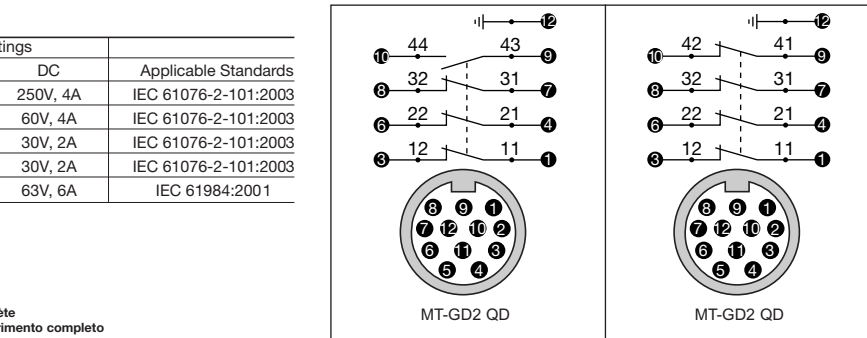 tings
DC Applicable Standards
250V, 4A IEC 61076-2-101:2003
60V, 4A IEC 61076-2-101:2003
30V, 2A IEC 61076-2-101:2003
30V, 2A IEC 61076-2-101:2003
63V, 6A IEC 61984:2001
ète
rimento completo
12
10 44 43 9
8 32 31 7
6 22 21 4
3 12 11 1
8 9 1
7 12 10 2
6 11 3
5 4
MT-GD2 QD
12
10 42 41 9
8 32 31 7
6 22 21 4
3 12 11 1
8 9 1
7 12 10 2
6 11 3
5 4
MT-GD2 QD